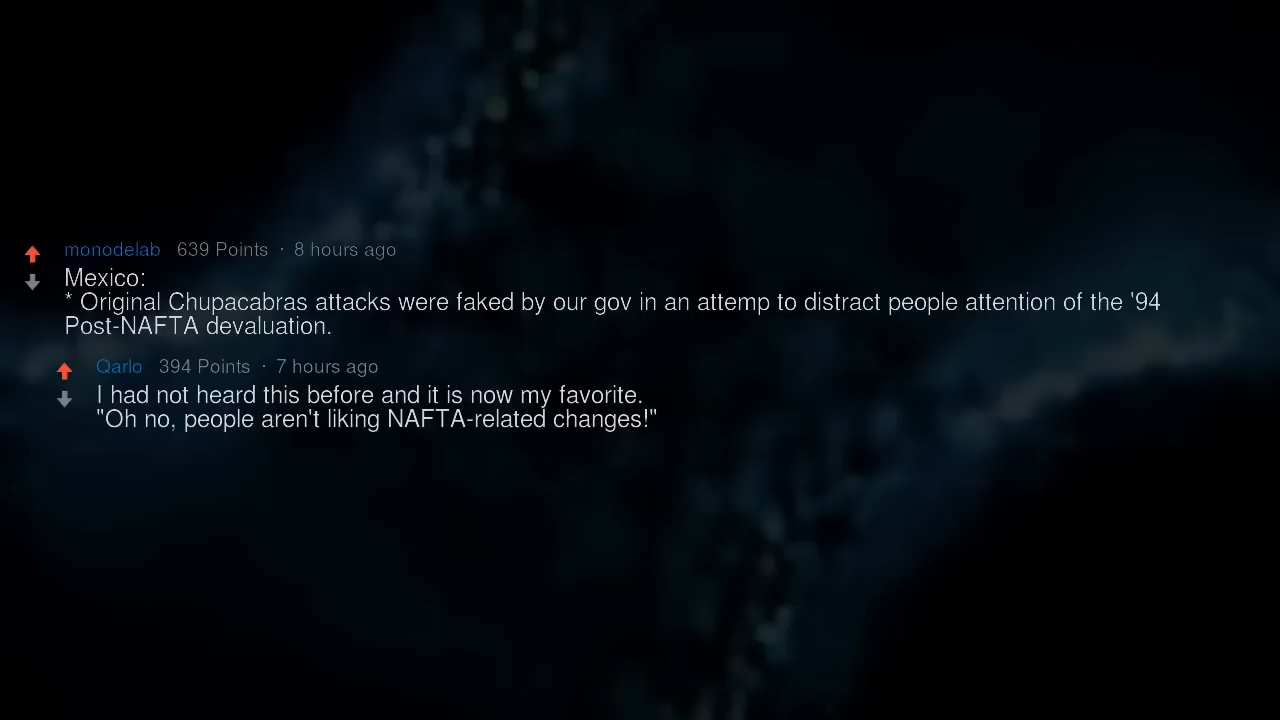 monodelab 639 Points · 8 hours ago
Mexico:
* Original Chupacabras attacks were faked by our gov in an attemp to distract people attention of the '94
Post-NAFTA devaluation.
Qarlo 394 Points · 7 hours ago
I had not heard this before and it is now my favorite.
"Oh no, people aren't liking NAFTA-related changes!"